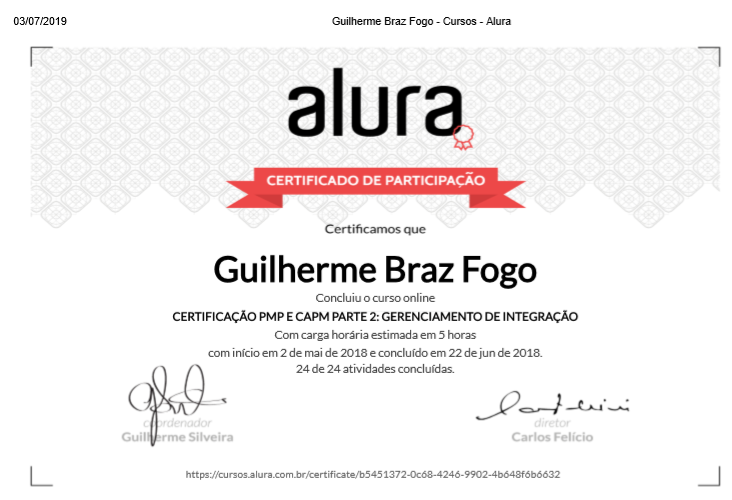 03/07/2019 Guilherme Braz Fogo - Cursos - Alura
alura
CERTIFICADO DE PARTICIPAÇÃO
Certificamos que
Guilherme Braz Fogo
Concluiu o curso online
CERTIFICAÇÃO PMP E CAPM PARTE 2: GERENCIAMENTO DE INTEGRAÇÃO
Com carga horária estimada em 5 horas
com início em 2 de mai de 2018 e concluído em 22 de jun de 2018.
24 de 24 atividades concluídas.
coordenador diretor
Guilherme Silveira Carlos Felício
https://cursos.alura.com.br/certificate/b5451372-0c68-4246-9902-4b648f6b6632